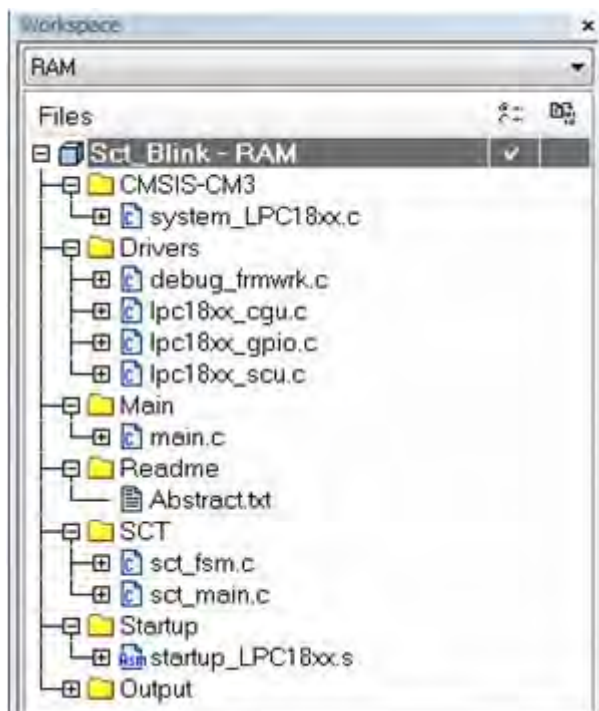 Workspace
RAM
Files
Sct_Blink - RAM
CMSIS-CM3
system_LPC18xx.c
Drivers
debug_frmwrk.c
lpc18xx_cgu.c
lpc18xx_gpio.c
lpc18xx_scu.c
Main
main.c
Readme
Abstract.txt
SCT
sct_fsm.c
sct_main.c
Startup
startup_LPC18xx.s
Output